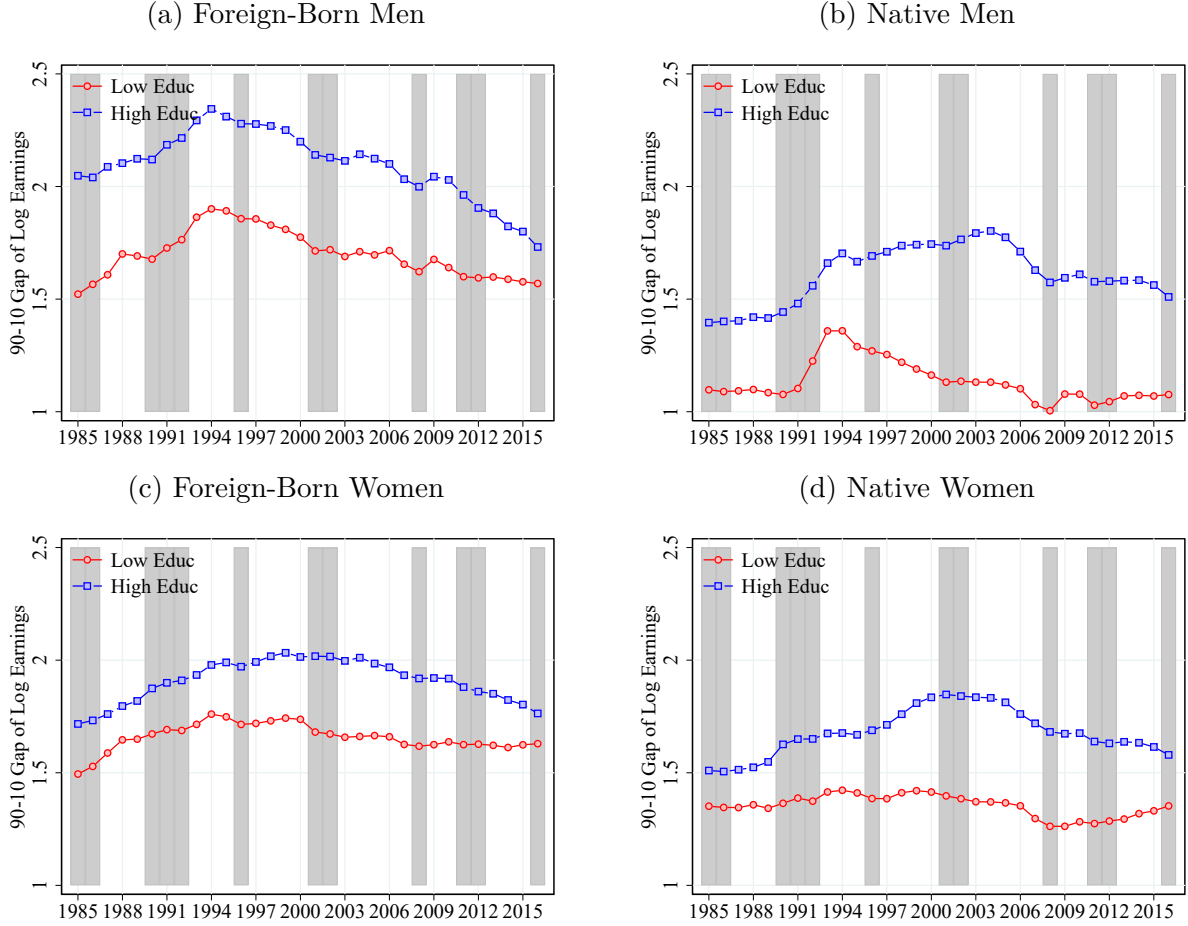 (a) Foreign-Born Men
90-10 Gap of Log Earnings
2.5
2
1.5
1
Low Educ
High Educ
1985 1988 1991 1994 1997 2000 2003 2006 2009 2012 2015
(b) Native Men
90-10 Gap of Log Earnings
2.5
2
1.5
1
Low Educ
High Educ
1985 1988 1991 1994 1997 2000 2003 2006 2009 2012 2015
(c) Foreign-Born Women
90-10 Gap of Log Earnings
2.5
2
1.5
1
Low Educ
High Educ
1985 1988 1991 1994 1997 2000 2003 2006 2009 2012 2015
(d) Native Women
90-10 Gap of Log Earnings
2.5
2
1.5
1
Low Educ
High Educ
1985 1988 1991 1994 1997 2000 2003 2006 2009 2012 2015